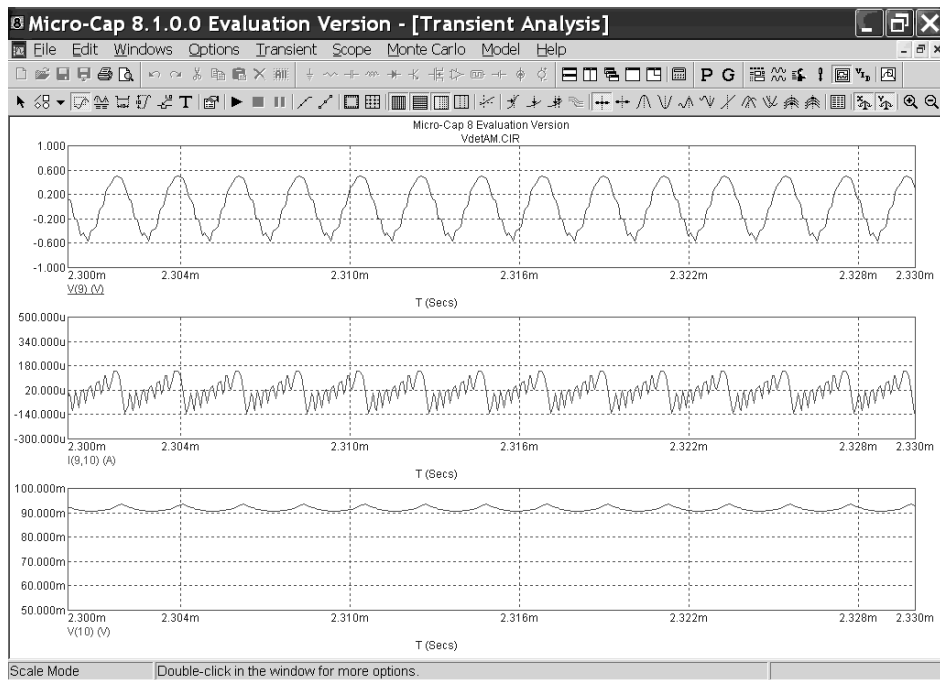 Micro-Cap 8.1.0.0 Evaluation Version - [Transient Analysis]
File Edit Windows Options Transient Scope Monte Carlo Model Help
T P G
Micro-Cap 8 Evaluation Version
VdetAM.CIR
1.000
0.600
0.200
-0.200
-0.600
-1.000
2.300m 2.304m 2.310m 2.316m 2.322m 2.328m 2.330m
V(9) (V)
T (Secs)
500.000u
340.000u
180.000u
20.000u
-140.000u
-300.000u
2.300m 2.304m 2.310m 2.316m 2.322m 2.328m 2.330m
I(9,10) (A)
T (Secs)
100.000m
90.000m
80.000m
70.000m
60.000m
50.000m
2.300m 2.304m 2.310m 2.316m 2.322m 2.328m 2.330m
V(10) (V)
T (Secs)
Scale Mode Double-click in the window for more options.